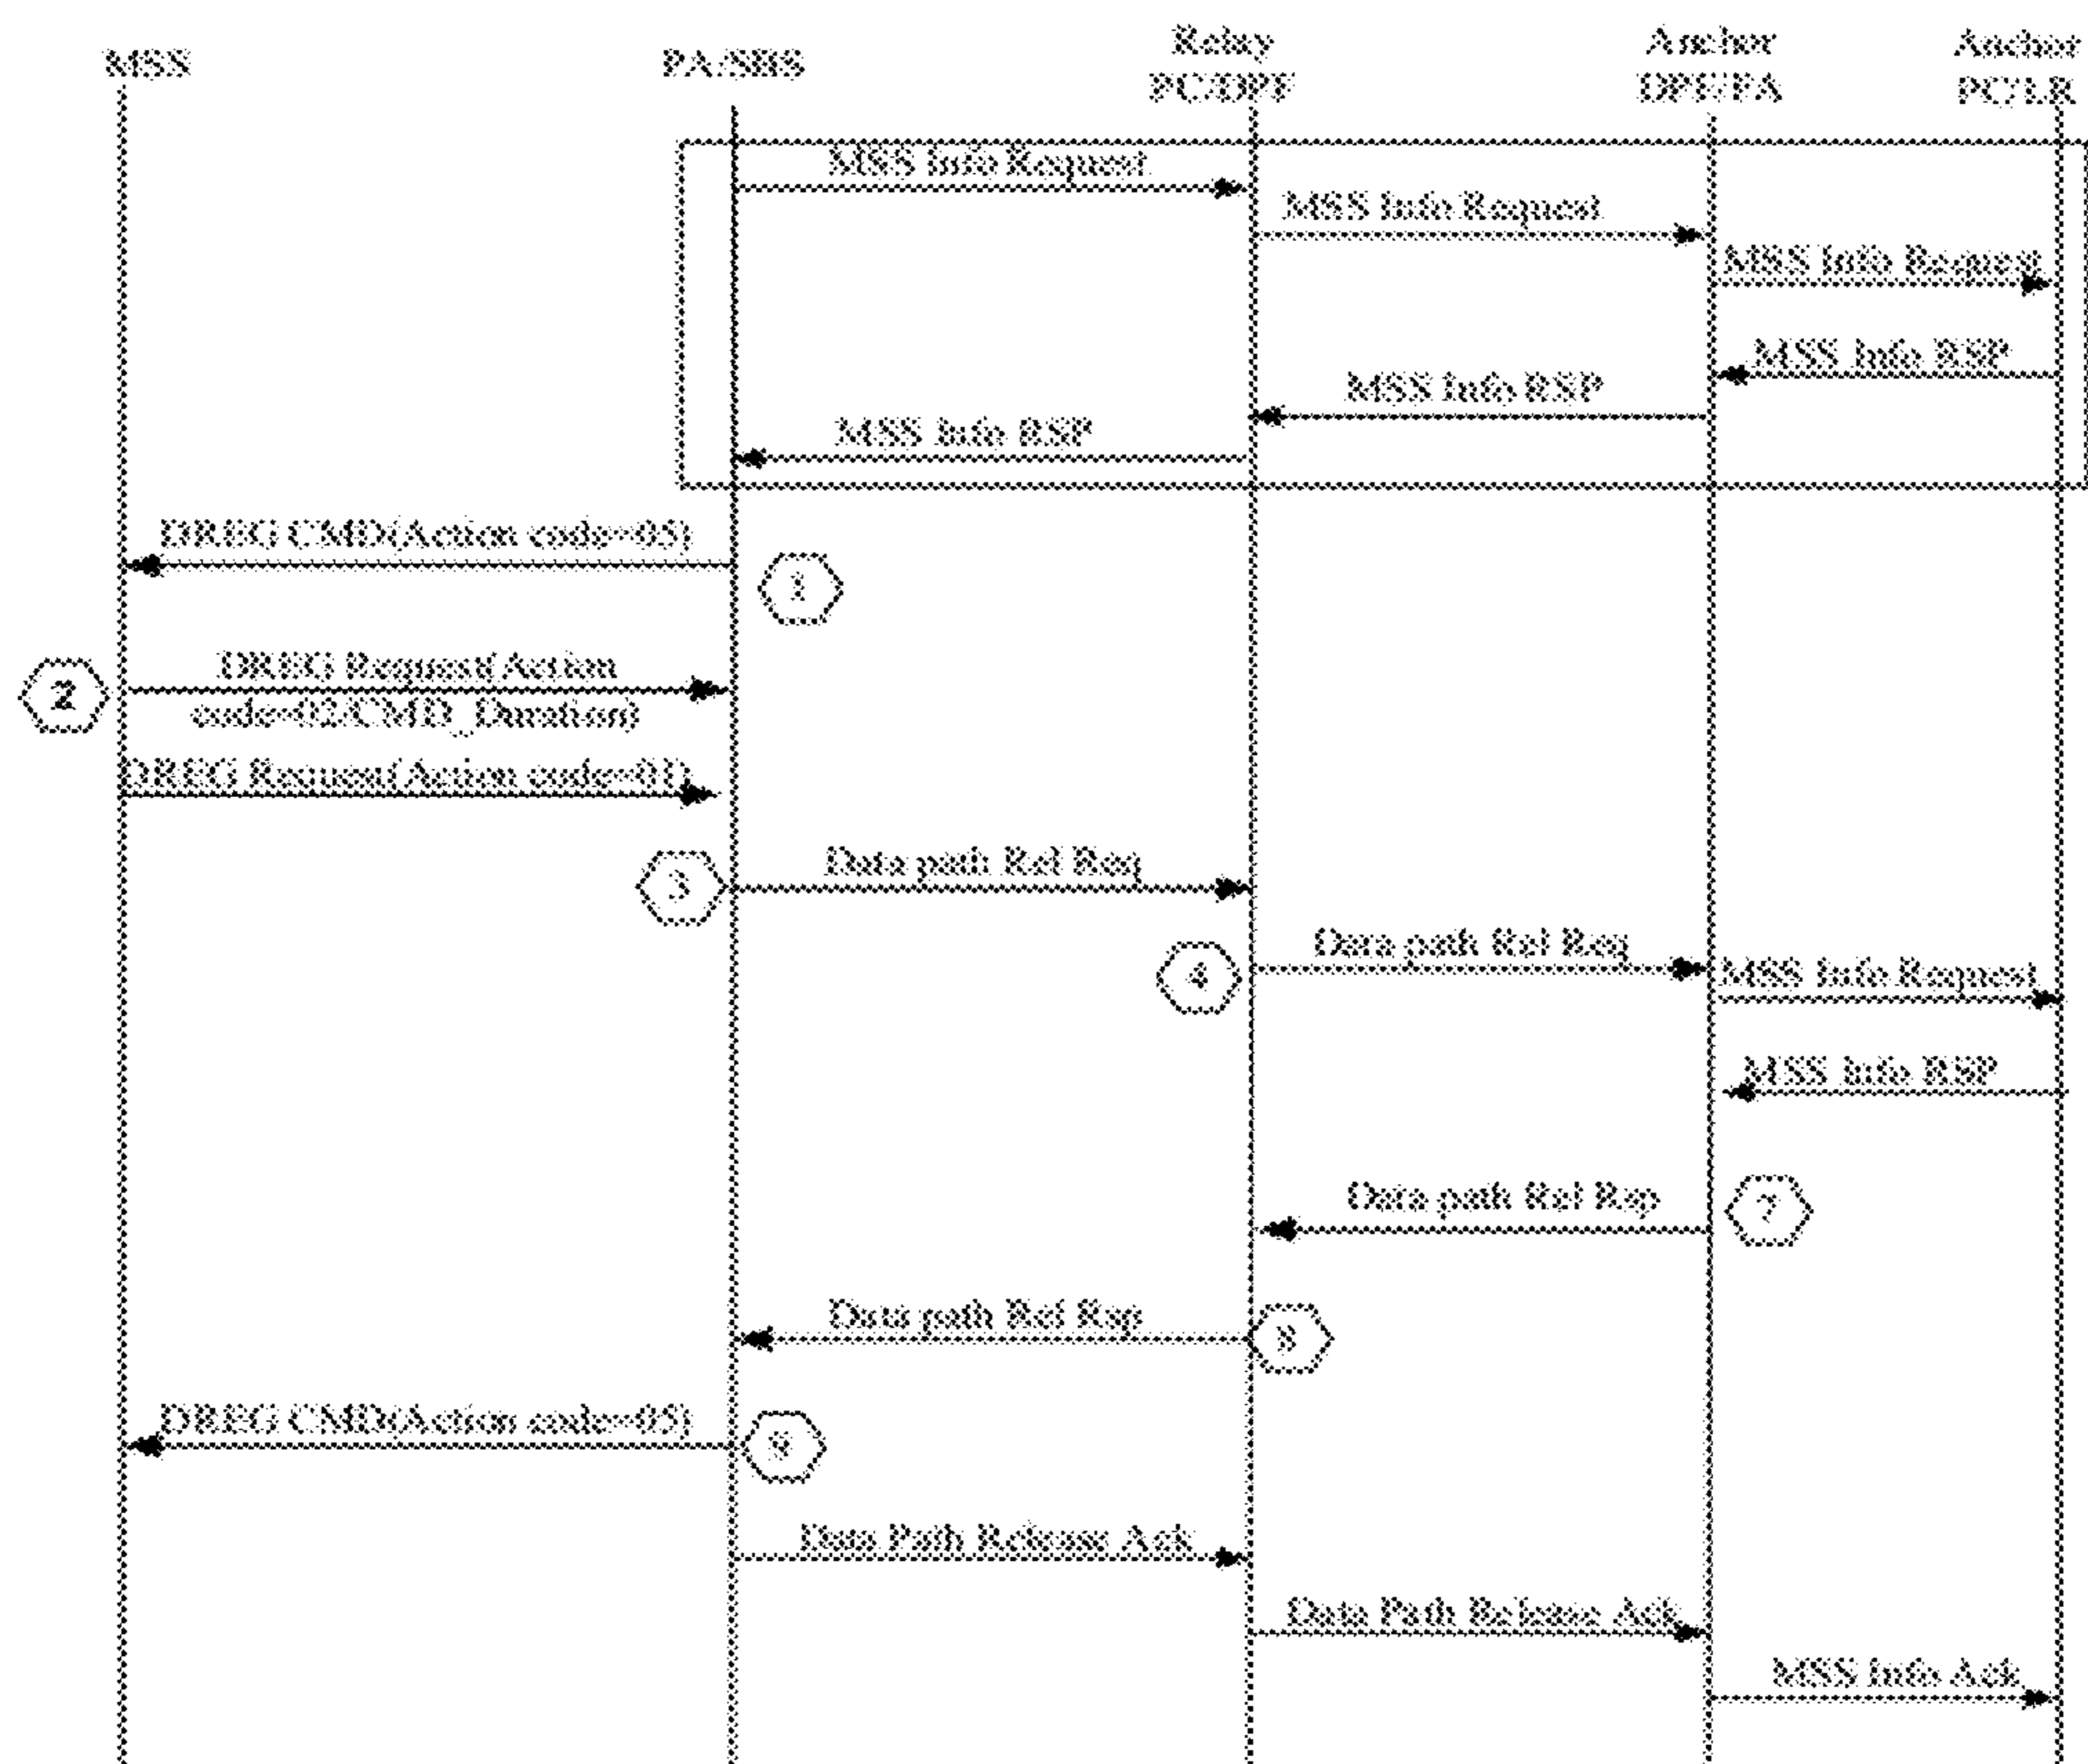 MSS
PA/SBS
Relay
PC/DPF
Anchor
DPF/FA
Anchor
PC/LR
MSS Info Request
MSS Info Request
MSS Info Request
MSS Info RSP
MSS Info RSP
MSS Info RSP
DREG CMD(Action code=05)
1
2
DREG Request(Action
code=02/CMD_Duration)
DREG Request(Action code=01)
3
Data path Rel Req
4
Data path Rel Req
MSS Info Request
MSS Info RSP
Data path Rel Rsp
7
Data path Rel Rsp
8
DREG CMD(Action code=05)
9
Data Path Release Ack
Data Path Release Ack
MSS Info Ack